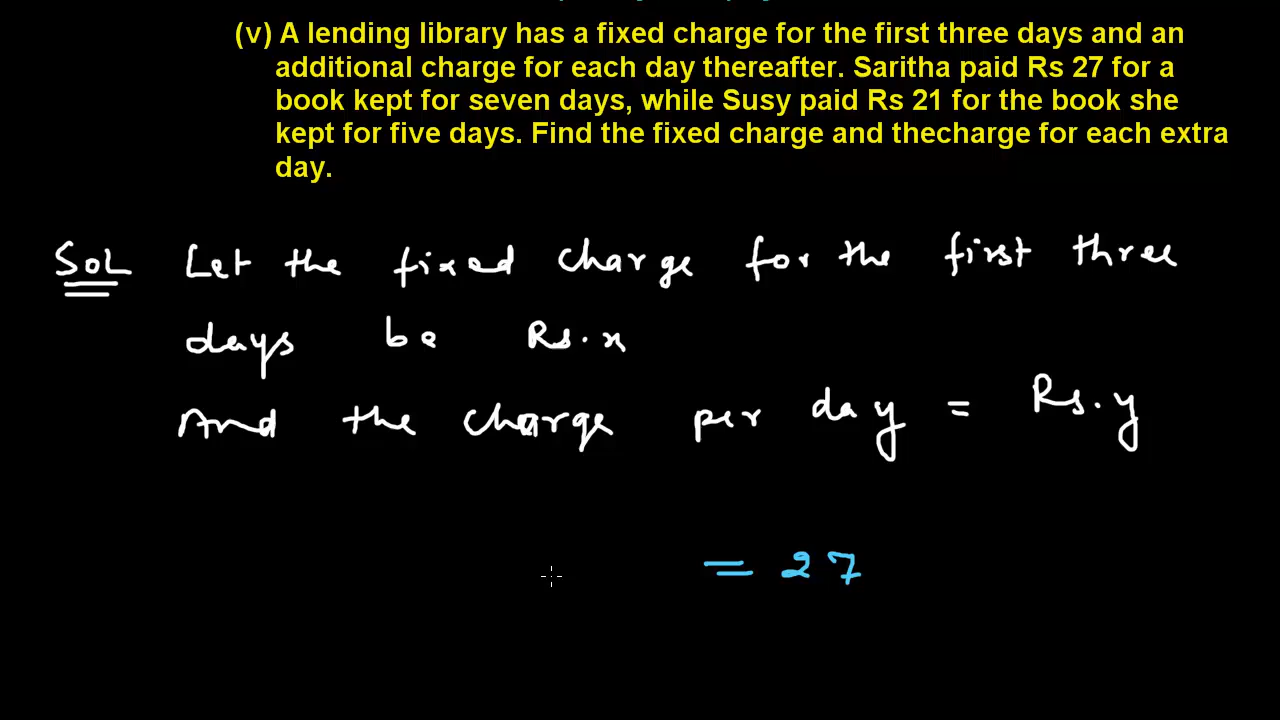 (v) A lending library has a fixed charge for the first three days and an
additional charge for each day thereafter. Saritha paid Rs 27 for a
book kept for seven days, while Susy paid Rs 21 for the book she
kept for five days. Find the fixed charge and thecharge for each extra
day.
SOL Let the fixed charge for the first three
days be Rs. x
And the charge per day = Rs. y
= 27